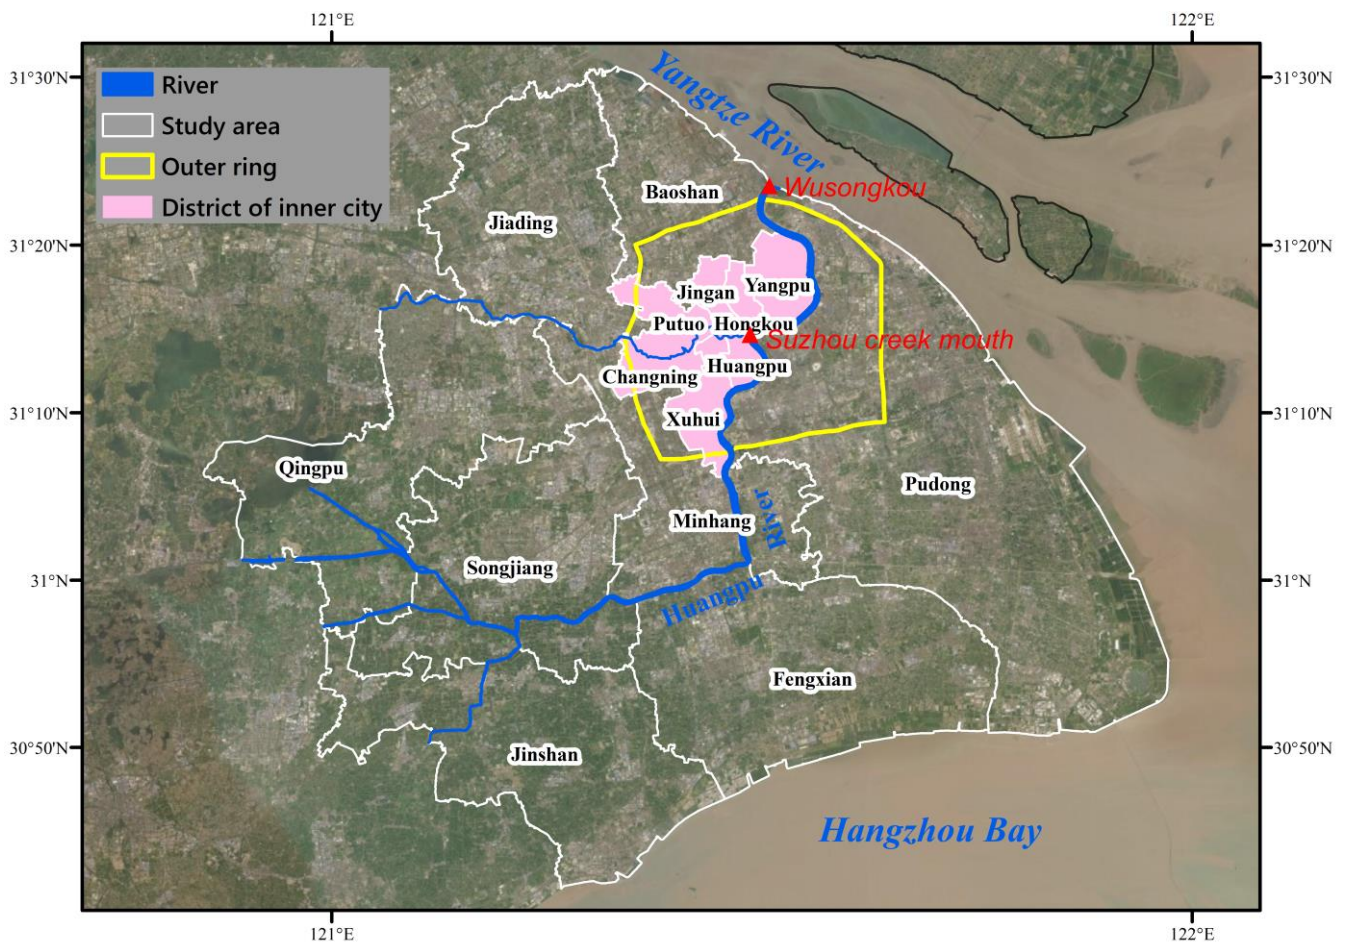 121°E
122°E
31°30'N
31°30'N
River
Study area
Outer ring
District of inner city
Yangtze River
Wusongkou
Baoshan
Jiading
31°20'N
31°20'N
Jingan
Yangpu
Putuo
Hongkou
Suzhou creek mouth
Huangpu
Changning
31°10'N
31°10'N
Xuhui
Qingpu
Pudong
Minhang
Songjiang
31°N
31°N
Huangpu River
Fengxian
30°50'N
30°50'N
Jinshan
Hangzhou Bay
121°E
122°E